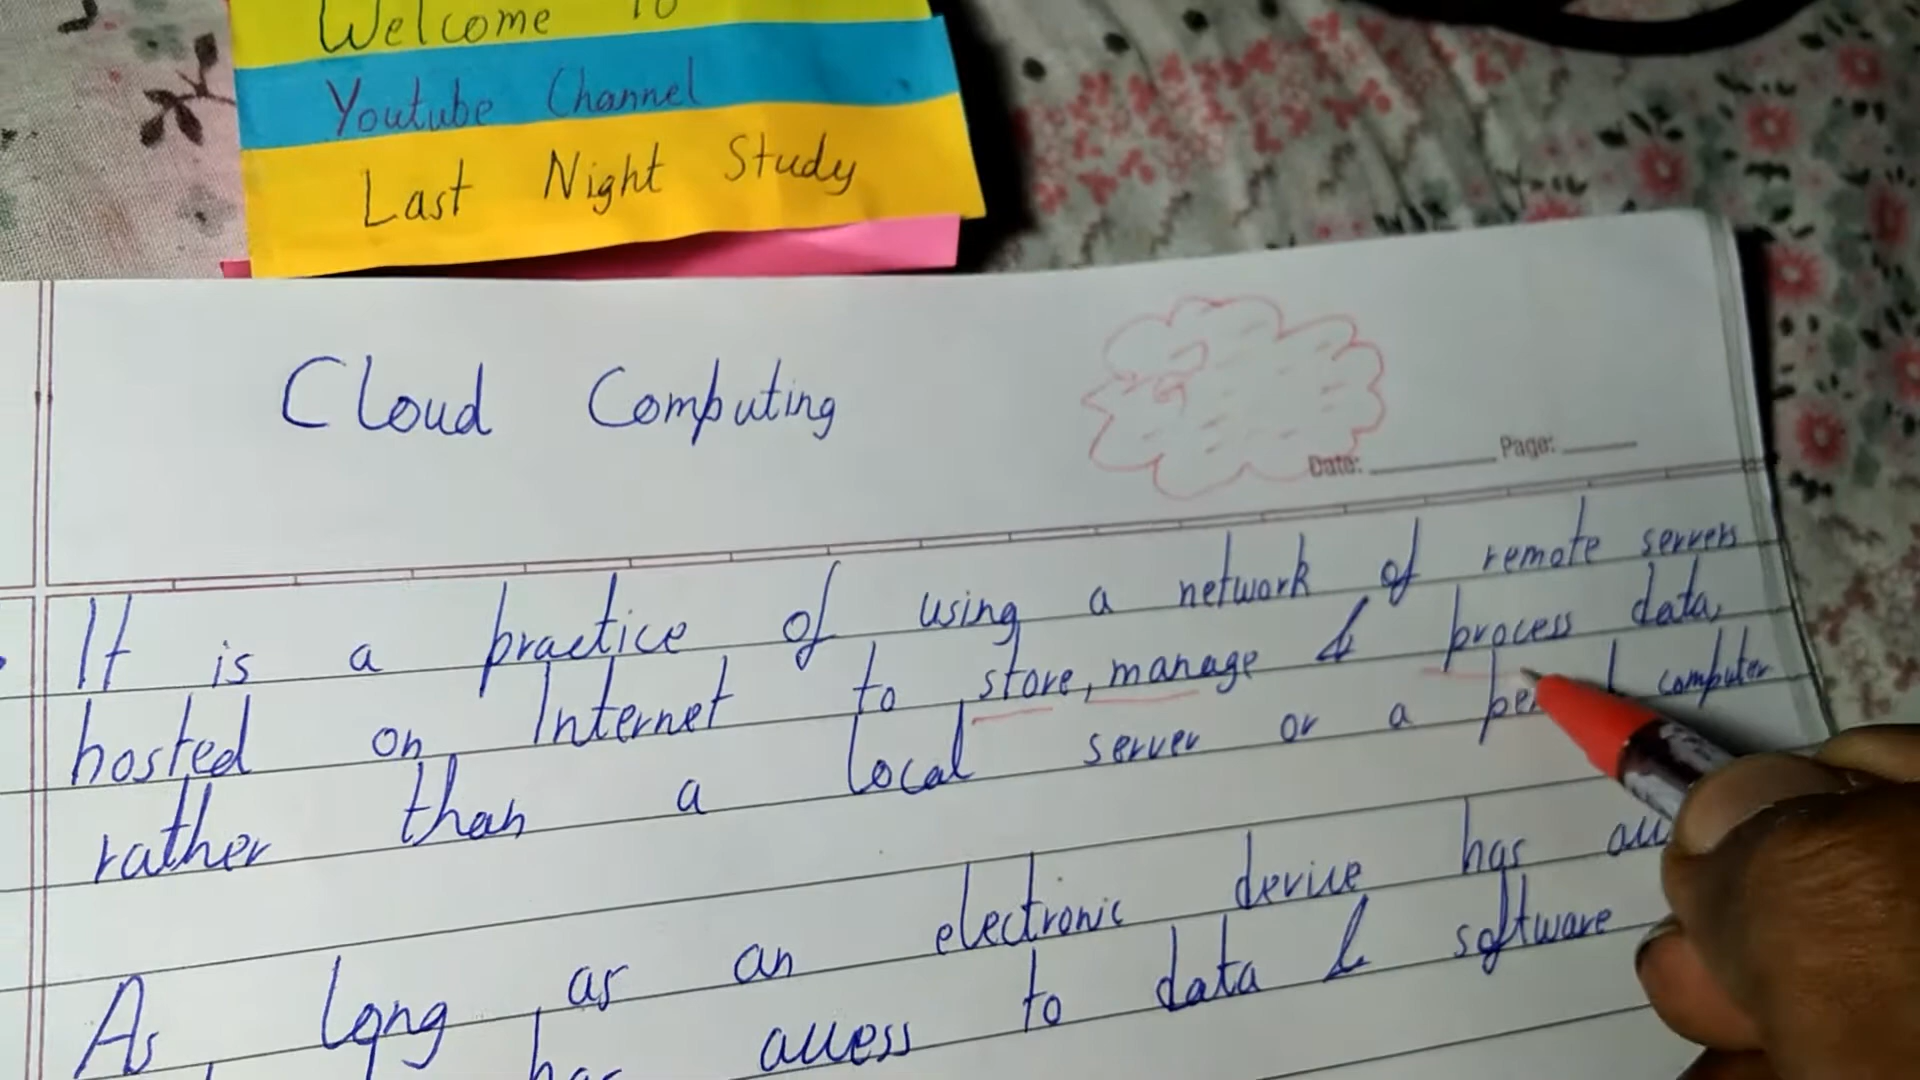 Welcome To
Youtube Channel
Last Night Study
Cloud Computing
Date: Page:
It is a practice of using a network of remote servers
hosted on Internet to store, manage & process data,
rather than a local server or a computer
As long as an electronic device has
has access to data & software